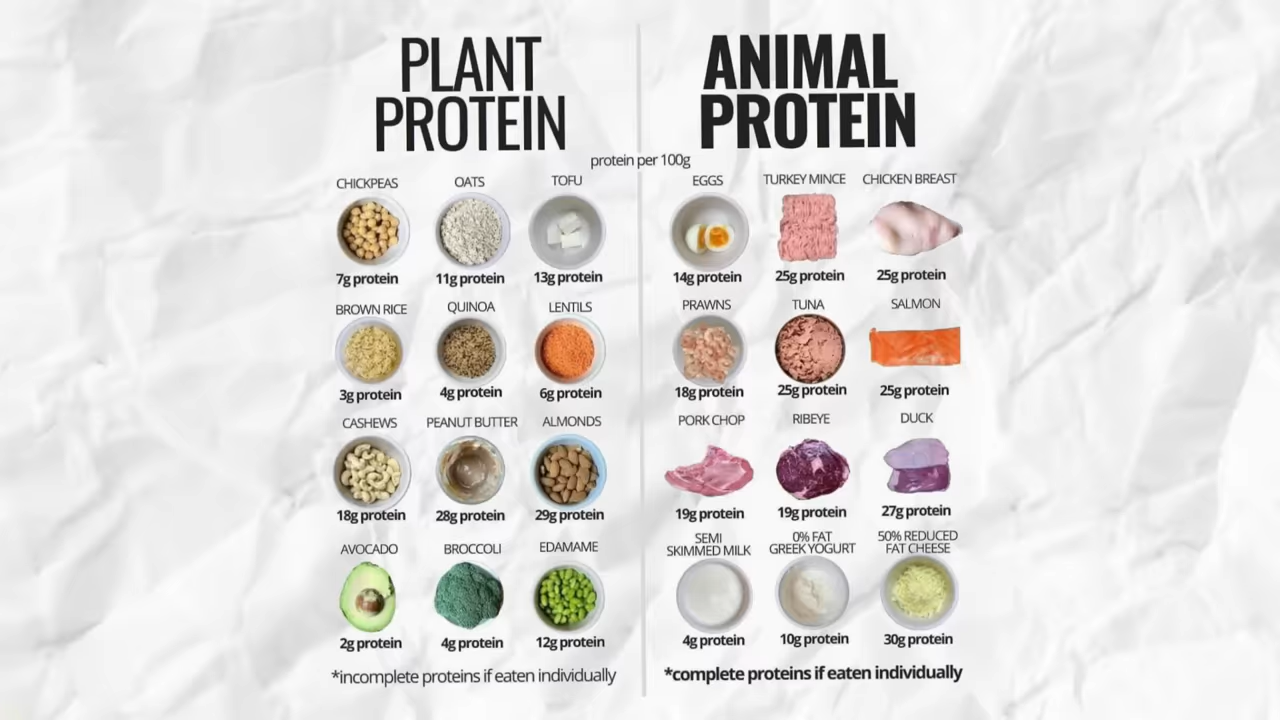 PLANT
PROTEIN
ANIMAL
PROTEIN
protein per 100g
CHICKPEAS
OATS
TOFU
7g protein
11g protein
13g protein
BROWN RICE
QUINOA
LENTILS
3g protein
4g protein
6g protein
CASHEWS
PEANUT BUTTER
ALMONDS
18g protein
28g protein
29g protein
AVOCADO
BROCCOLI
EDAMAME
2g protein
4g protein
12g protein
*incomplete proteins if eaten individually
EGGS
TURKEY MINCE
CHICKEN BREAST
14g protein
25g protein
25g protein
PRAWNS
TUNA
SALMON
18g protein
25g protein
25g protein
PORK CHOP
RIBEYE
DUCK
19g protein
19g protein
27g protein
SEMI
SKIMMED MILK
0% FAT
GREEK YOGURT
50% REDUCED
FAT CHEESE
4g protein
10g protein
30g protein
*complete proteins if eaten individually